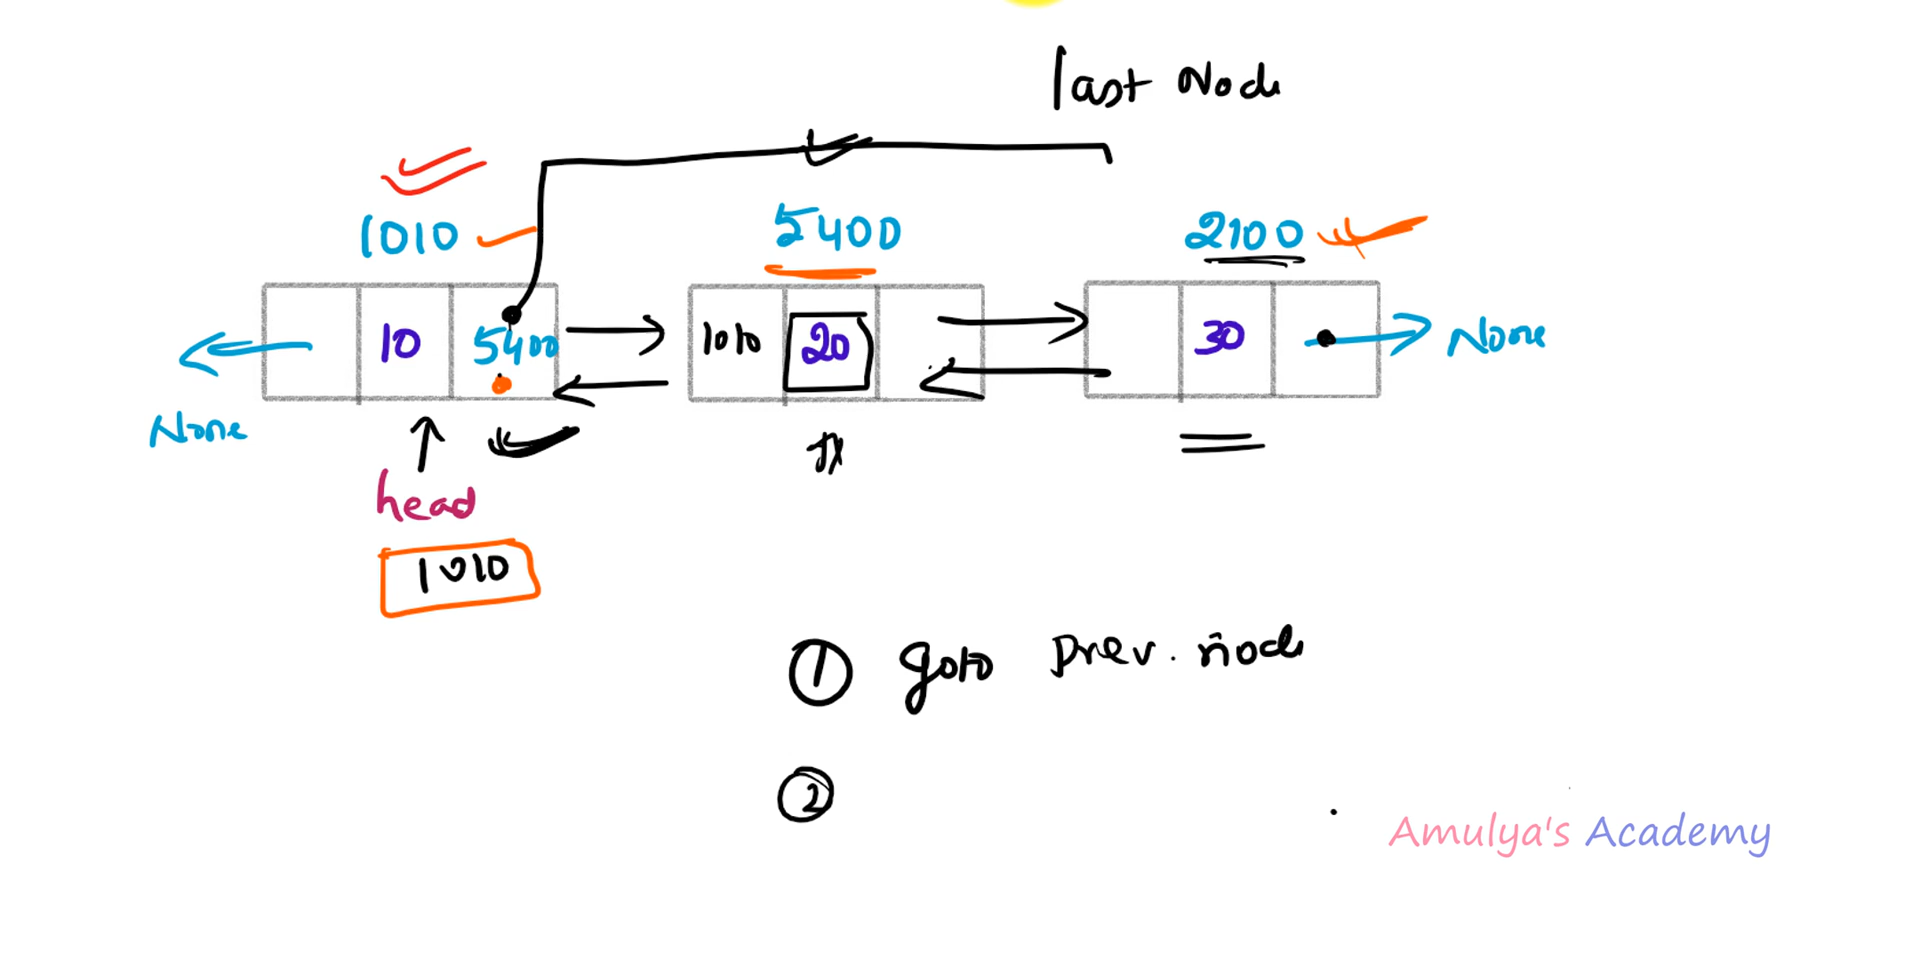 last Node
1010 5400 2100
10 5400 1010 20 30 None
None
head
1010
1 goto prev. node
2
Amulya's Academy